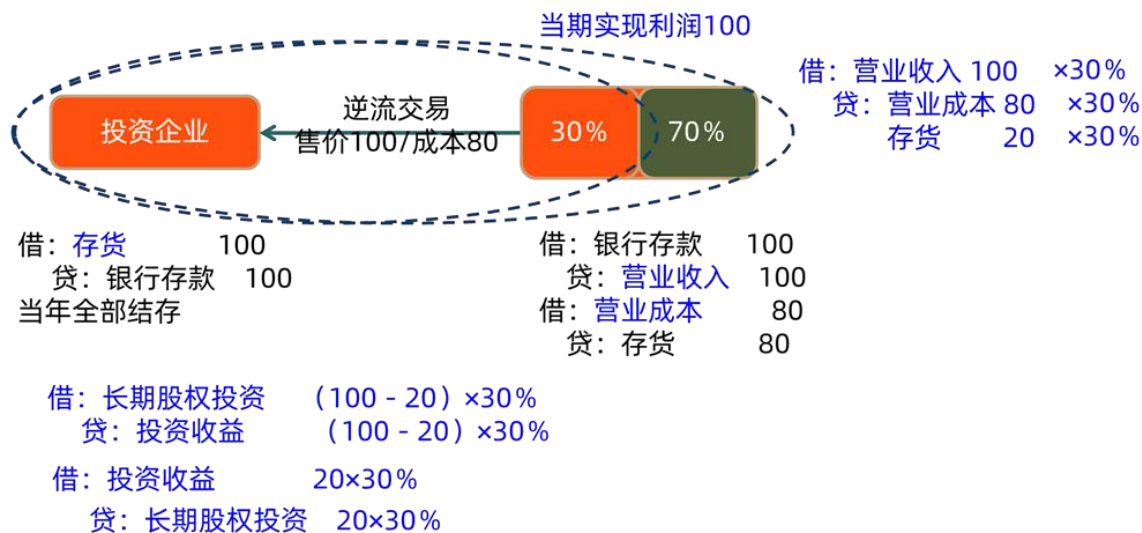 当期实现利润100
借：营业收入 100 ×30%
贷：营业成本 80 ×30%
存货 20 ×30%
投资企业
逆流交易
售价100/成本80
30%
70%
借：存货 100
贷：银行存款 100
当年全部结存
借：银行存款 100
贷：营业收入 100
借：营业成本 80
贷：存货 80
借：长期股权投资 （100 - 20）×30%
贷：投资收益 （100 - 20）×30%
借：投资收益 20×30%
贷：长期股权投资 20×30%